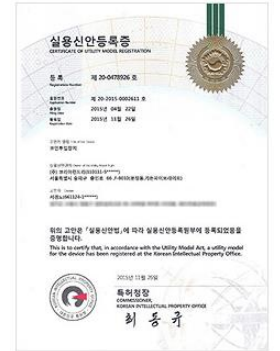 실용신안등록증
CERTIFICATE OF UTILITY MODEL REGISTRATION
등 록 제 20-0478926 호
Registration Number
출원번호 제 20-2015-0002611 호
Application Number
출원일 2015년 04월 22일
Filing Date
등록일 2015년 11월 26일
Registration Date
위의 고안은 「실용신안법」에 따라 실용신안등록원부에 등록되었음을
증명합니다.
This is to certify that, in accordance with the Utility Model Act, a utility model
for the device has been registered at the Korean Intellectual Property Office.
2015년 11월 26일
특허청장
COMMISSIONER,
KOREAN INTELLECTUAL PROPERTY OFFICE
최동규